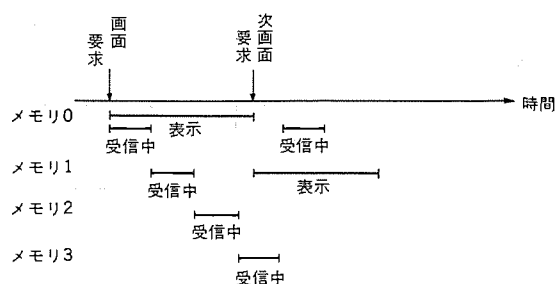 画面
要求
次画面
要求
時間
メモリ0
表示
受信中
受信中
メモリ1
受信中
表示
メモリ2
受信中
メモリ3
受信中